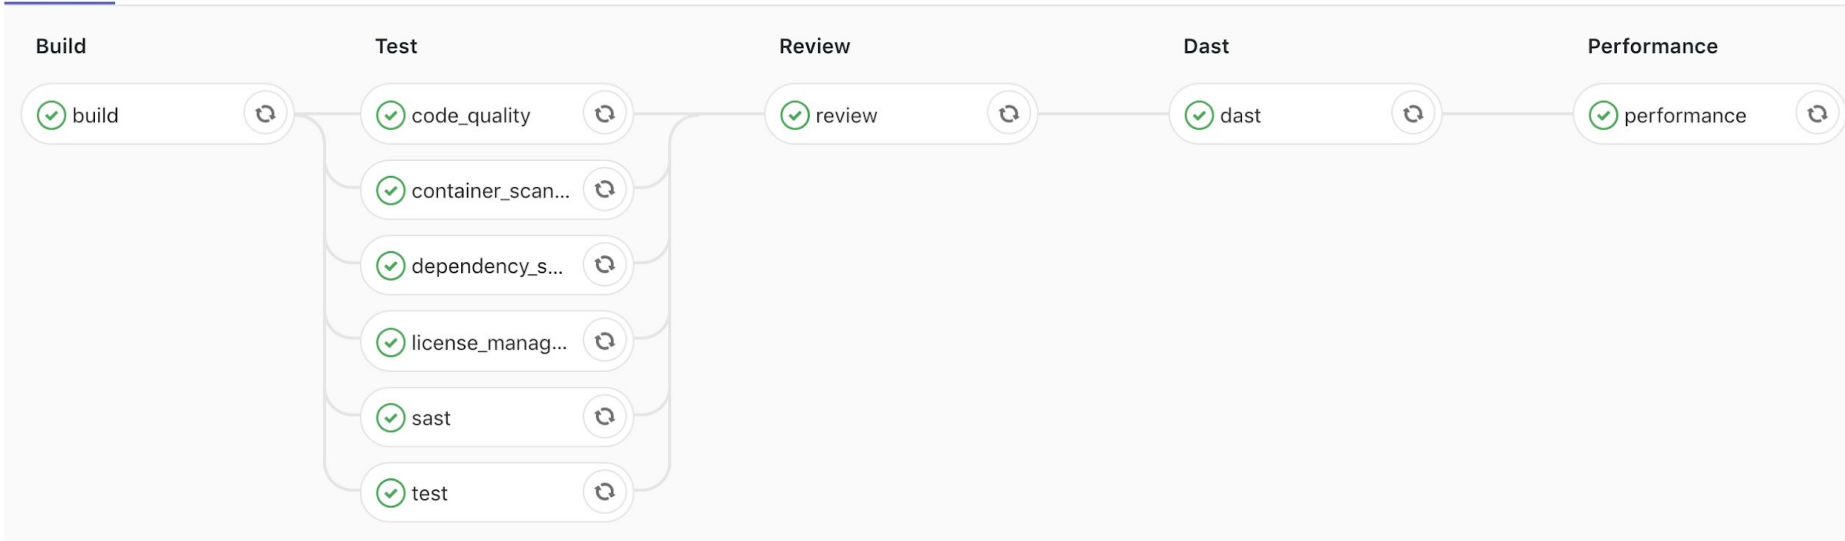 Build
Test
Review
Dast
Performance
build
code_quality
review
dast
performance
container_scan...
dependency_s...
license_manag...
sast
test